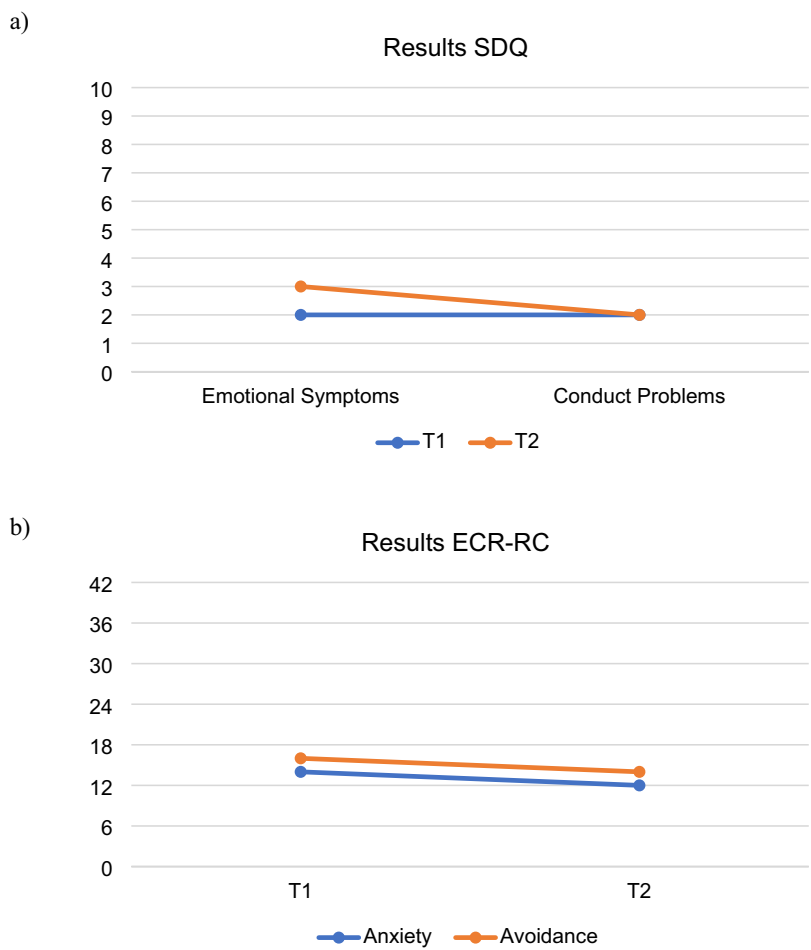 a)
Results SDQ
10
9
8
7
6
5
4
3
2
1
0
Emotional Symptoms Conduct Problems
T1 T2
b)
Results ECR-RC
42
36
30
24
18
12
6
0
T1 T2
Anxiety Avoidance